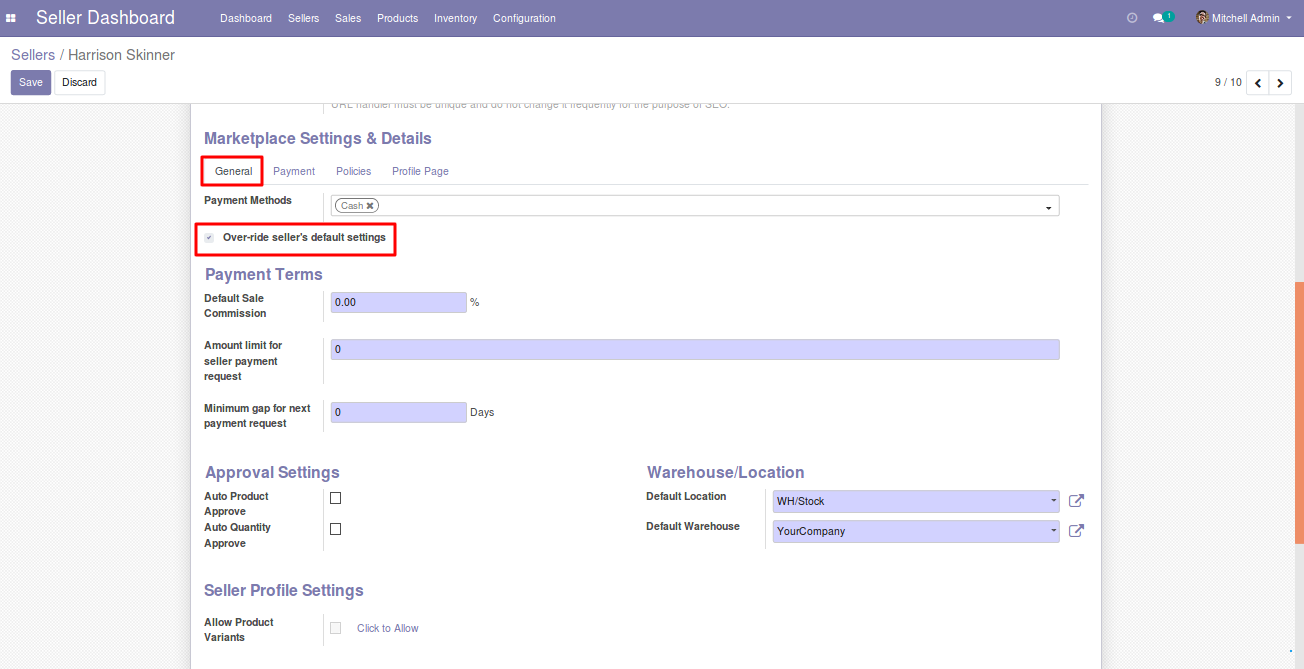 Seller Dashboard Dashboard Sellers Sales Products Inventory Configuration 1 Mitchell Admin
Sellers / Harrison Skinner
Save Discard 9 / 10
URL handler must be unique and do not change it frequently for the purpose of SEO.
Marketplace Settings & Details
General Payment Policies Profile Page
Payment Methods Cash
Over-ride seller's default settings
Payment Terms
Default Sale Commission 0.00 %
Amount limit for seller payment request 0
Minimum gap for next payment request 0 Days
Approval Settings
Auto Product Approve
Auto Quantity Approve
Warehouse/Location
Default Location WH/Stock
Default Warehouse YourCompany
Seller Profile Settings
Allow Product Variants Click to Allow